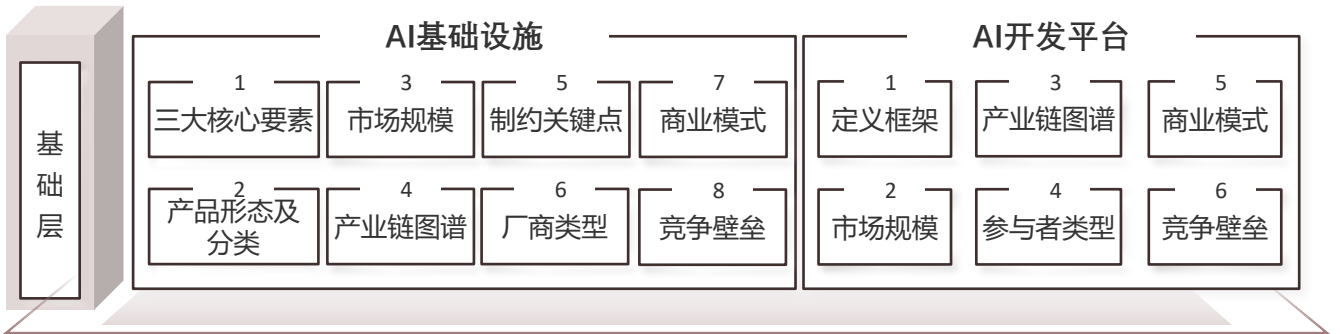 基
础
层
AI基础设施
1
三大核心要素
2
产品形态及
分类
3
市场规模
4
产业链图谱
5
制约关键点
6
厂商类型
7
商业模式
8
竞争壁垒
AI开发平台
1
定义框架
2
市场规模
3
产业链图谱
4
参与者类型
5
商业模式
6
竞争壁垒